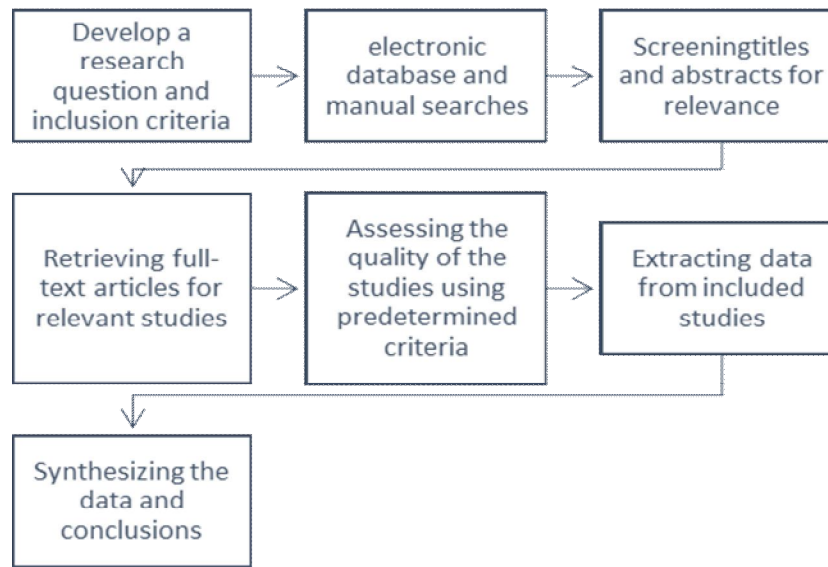 Develop a
research
question and
inclusion criteria
electronic
database and
manual searches
Screeningtitles
and abstracts for
relevance
Retrieving full-
text articles for
relevant studies
Assessing the
quality of the
studies using
predetermined
criteria
Extracting data
from included
studies
Synthesizing the
data and
conclusions